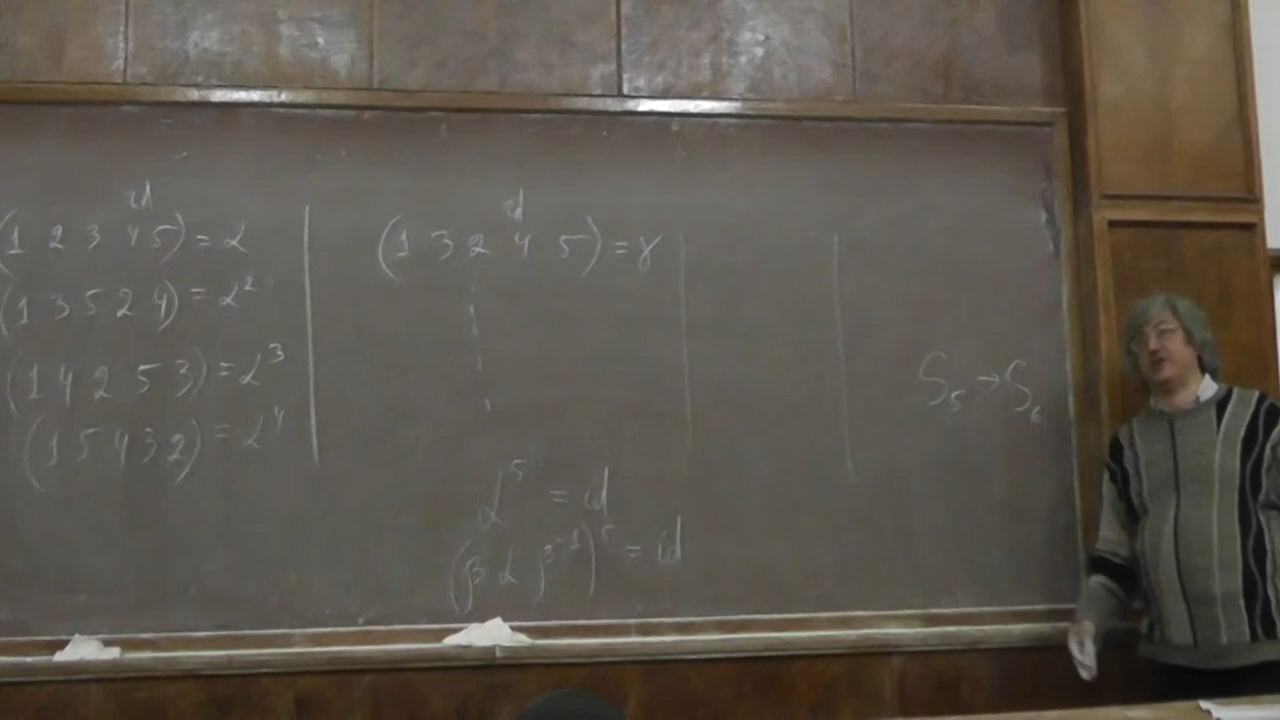 id
(1 2 3 4 5) = α
(1 3 5 2 4) = α²
(1 4 2 5 3) = α³
(1 5 4 3 2) = α⁴
id
(1 3 2 4 5) = γ
α⁵ = id
(β α β⁻¹)⁵ = id
S₅ → S₆